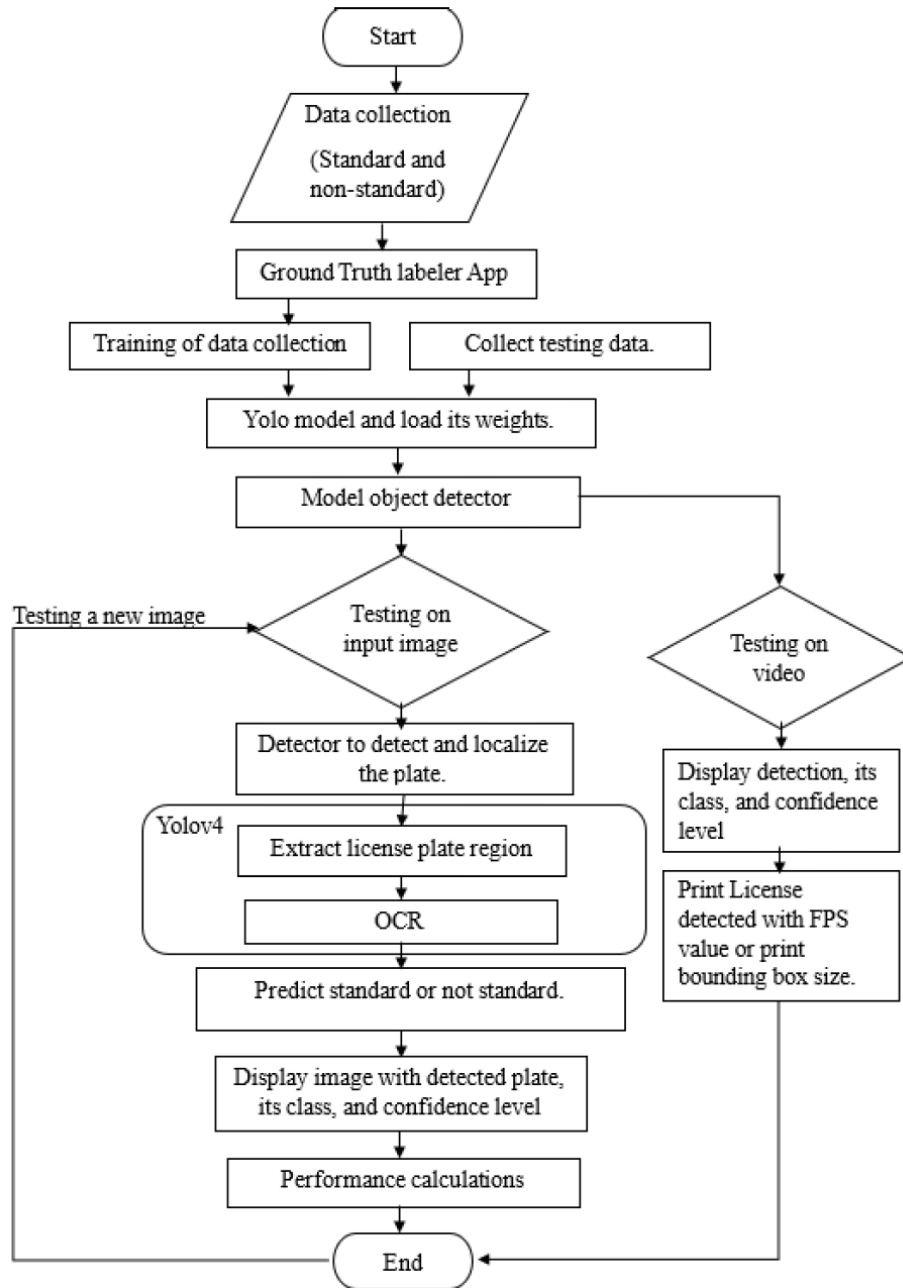 Start
Data collection
(Standard and
non-standard)
Ground Truth labeler App
Training of data collection
Collect testing data.
Yolo model and load its weights.
Model object detector
Testing a new image
Testing on
input image
Testing on
video
Detector to detect and localize
the plate.
Yolov4
Extract license plate region
OCR
Predict standard or not standard.
Display image with detected plate,
its class, and confidence level
Performance calculations
Display detection, its
class, and confidence
level
Print License
detected with FPS
value or print
bounding box size.
End